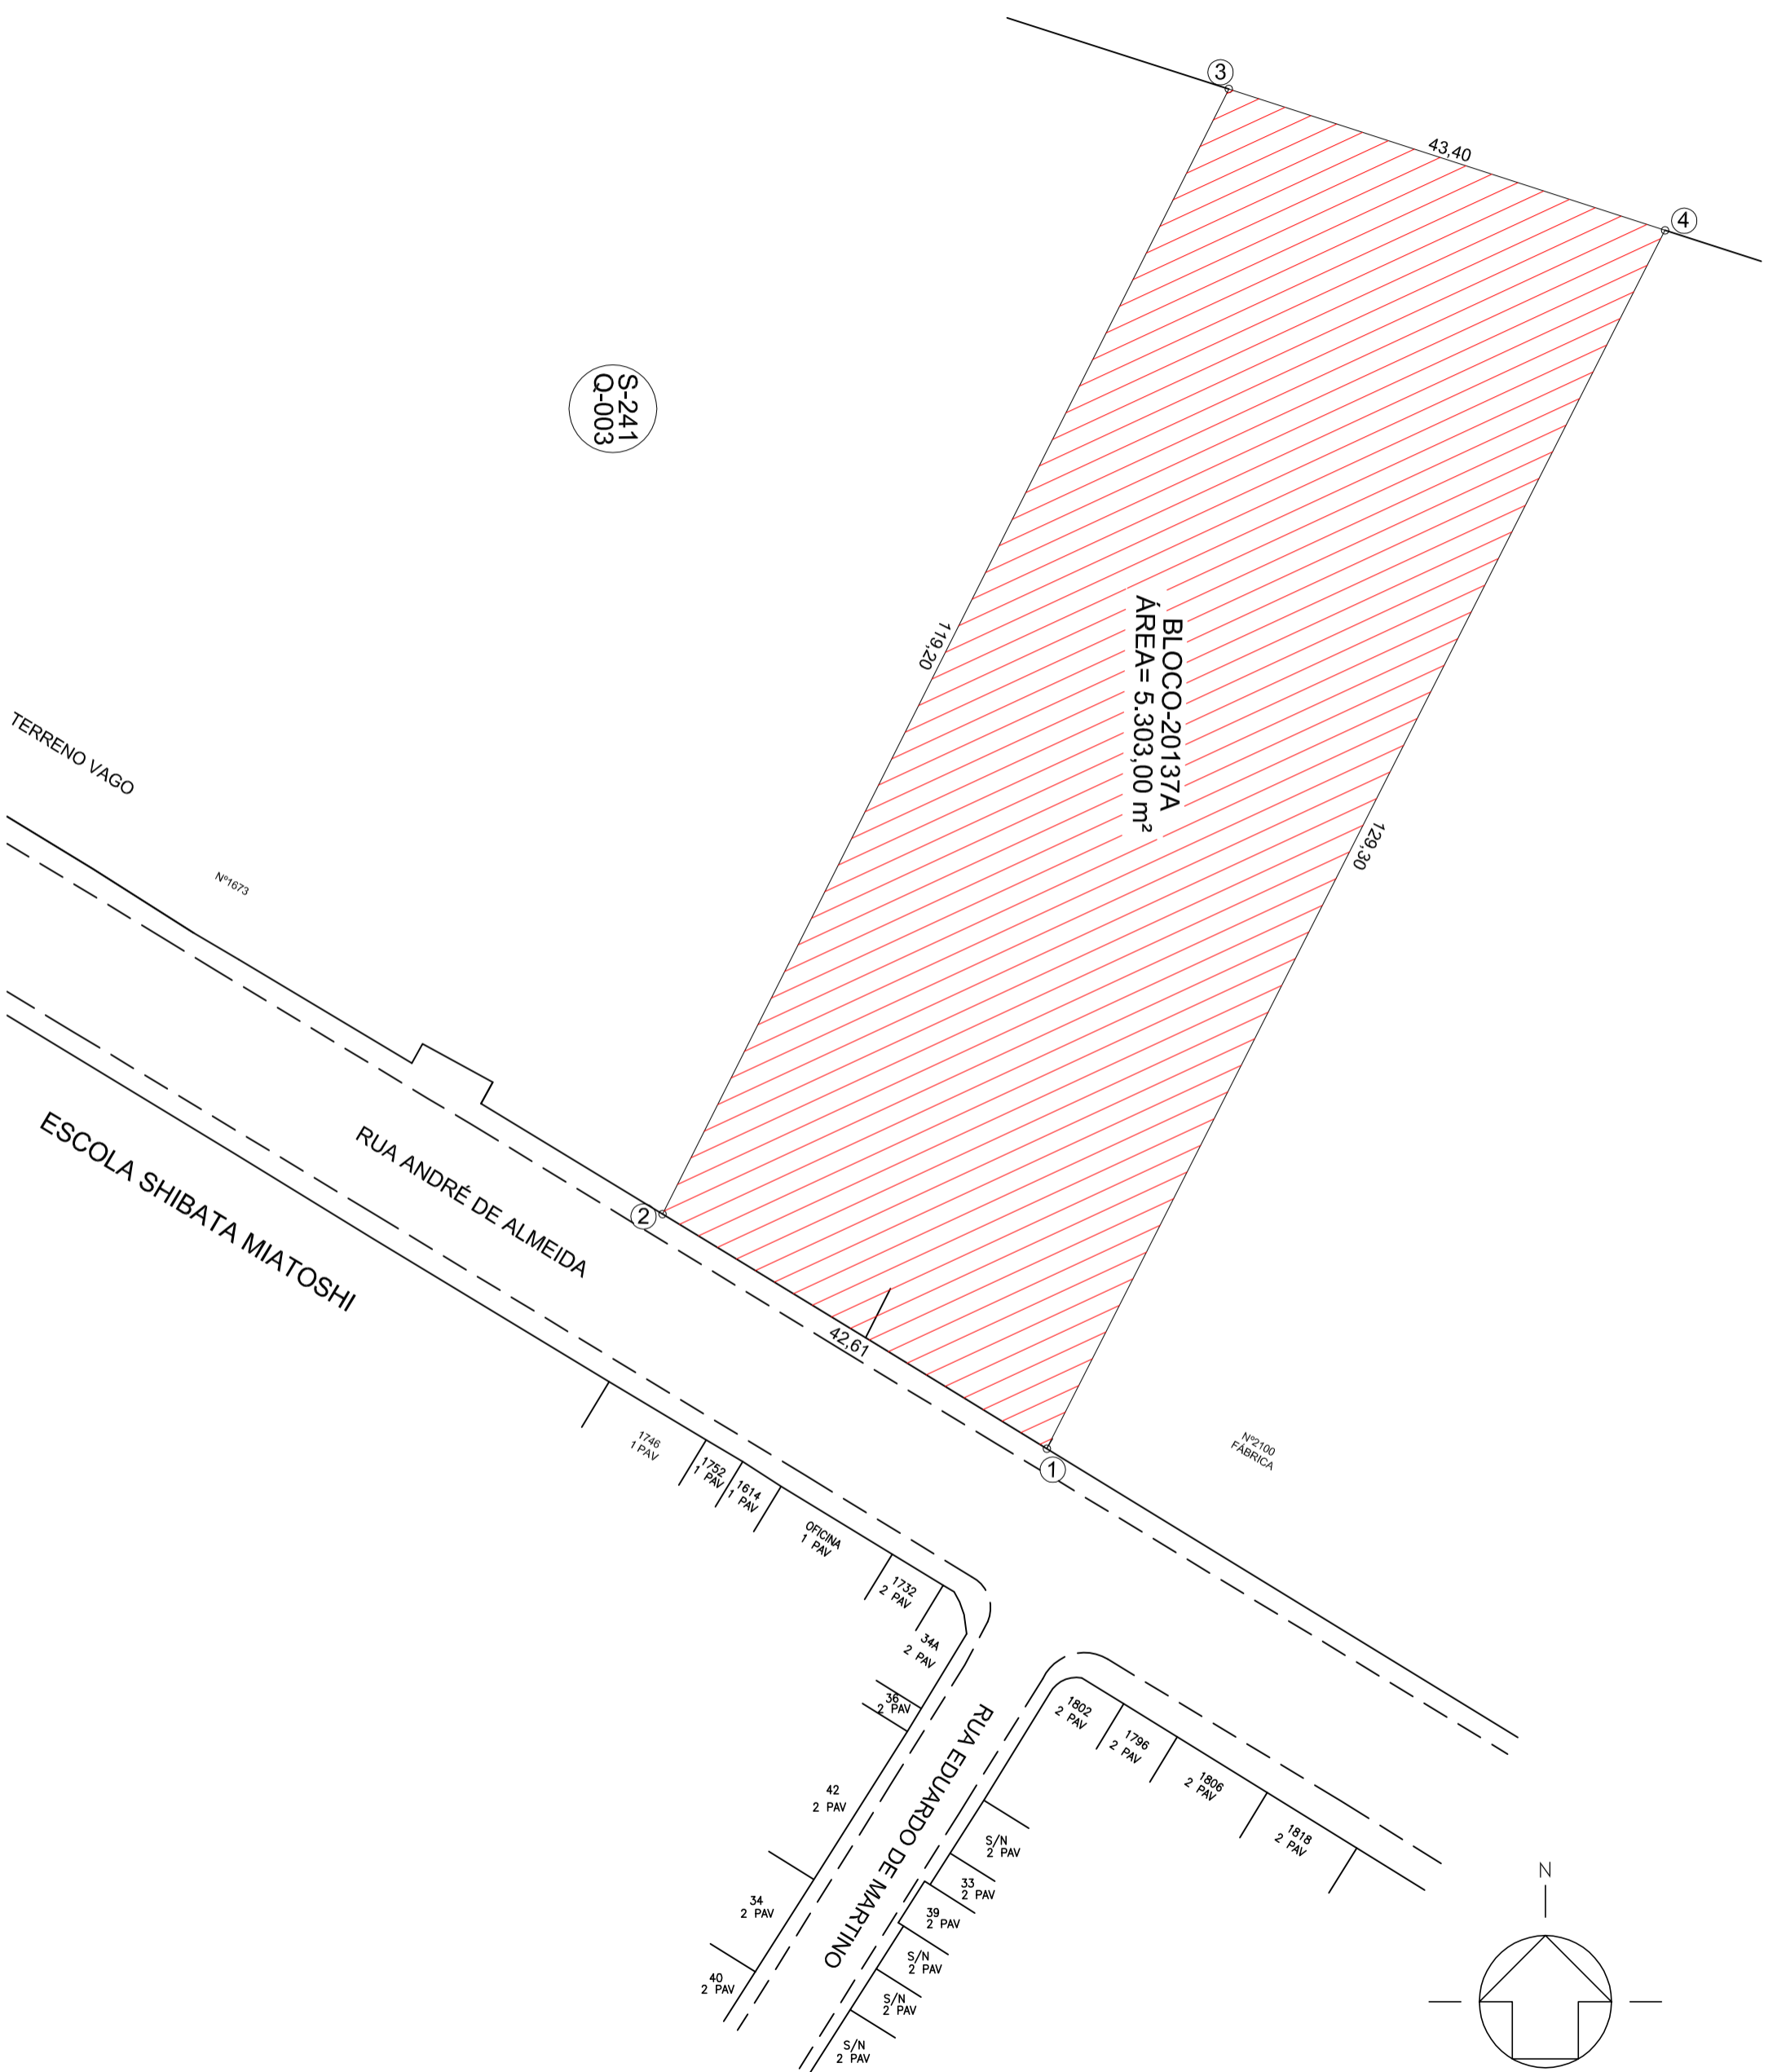 3
43,40
4
S-241
Q-003
BLOCO-20137A
ÁREA= 5.303,00 m²
119,20
129,30
TERRENO VAGO
Nº1673
ESCOLA SHIBATA MIATOSHI
RUA ANDRÉ DE ALMEIDA
2
42,61
1
Nº2100
FÁBRICA
1746
1 PAV
1752
1 PAV
1614
1 PAV
OFICINA
1 PAV
1732
2 PAV
34A
2 PAV
36
2 PAV
42
2 PAV
34
2 PAV
40
2 PAV
RUA EDUARDO DE MARTINO
1802
2 PAV
1796
2 PAV
1806
2 PAV
1818
2 PAV
S/N
2 PAV
33
2 PAV
39
2 PAV
S/N
2 PAV
S/N
2 PAV
S/N
2 PAV
N